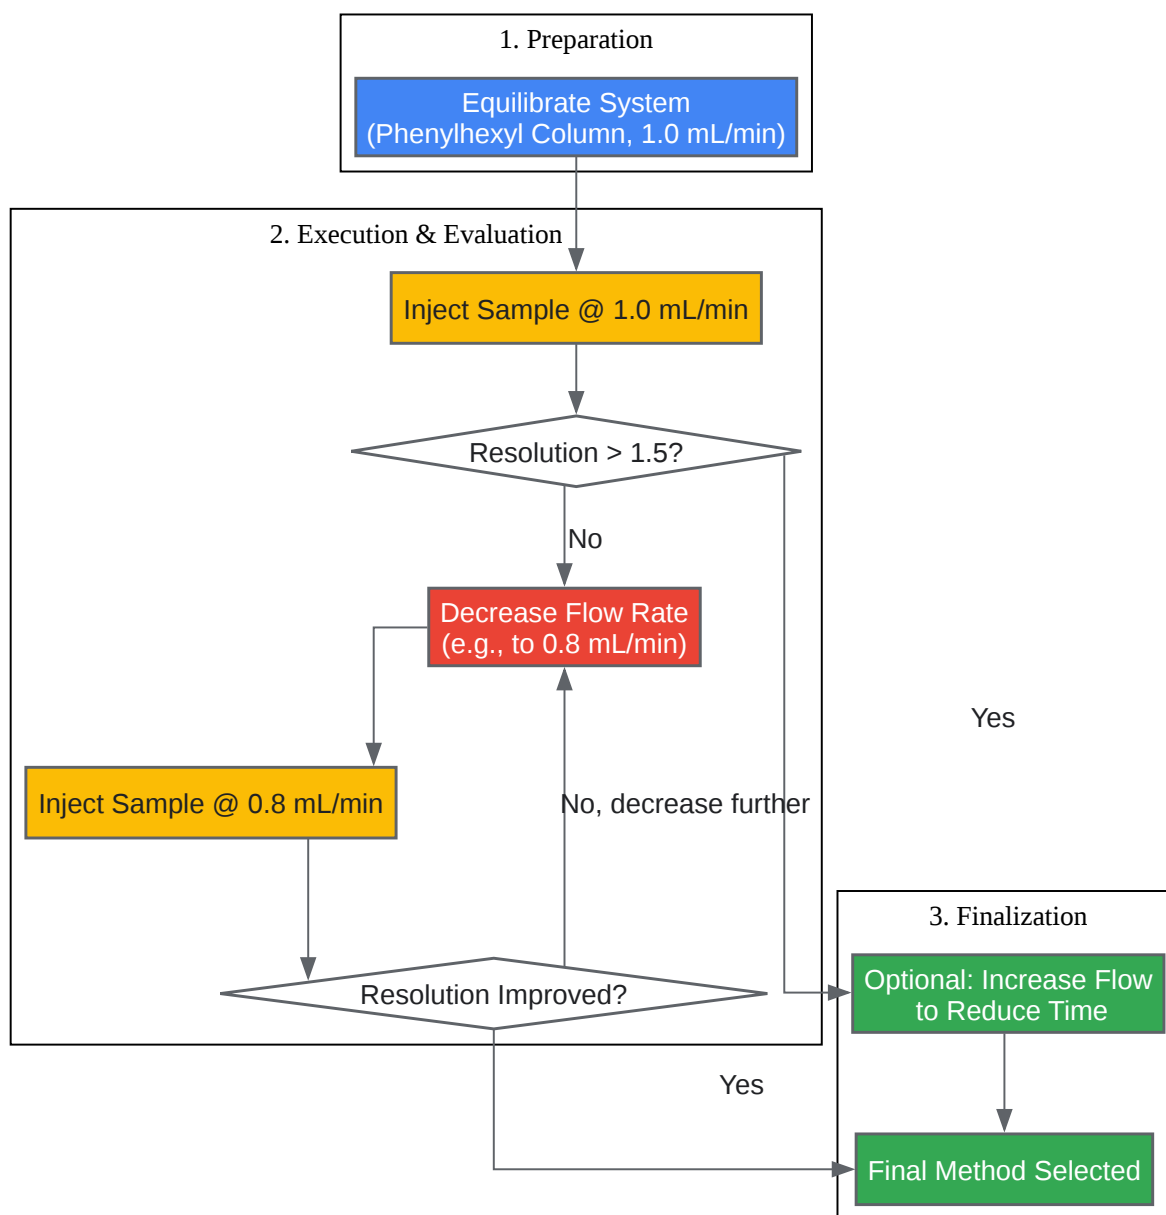 1. Preparation
Equilibrate System
(Phenylhexyl Column, 1.0 mL/min)
2. Execution & Evaluation
Inject Sample @ 1.0 mL/min
Resolution > 1.5?
No
Decrease Flow Rate
(e.g., to 0.8 mL/min)
Yes
Inject Sample @ 0.8 mL/min
No, decrease further
Resolution Improved?
3. Finalization
Optional: Increase Flow
to Reduce Time
Yes
Final Method Selected